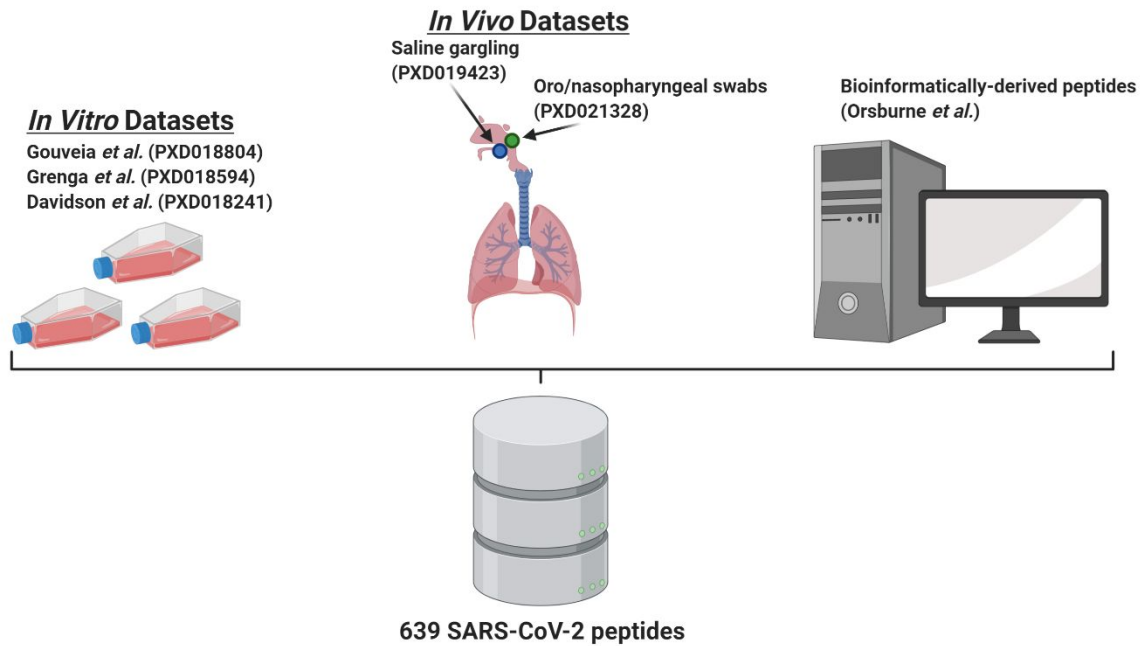 In Vivo Datasets
Saline gargling
(PXD019423)
Oro/nasopharyngeal swabs
(PXD021328)
In Vitro Datasets
Gouveia et al. (PXD018804)
Grenga et al. (PXD018594)
Davidson et al. (PXD018241)
Bioinformatically-derived peptides
(Orsburne et al.)
639 SARS-CoV-2 peptides